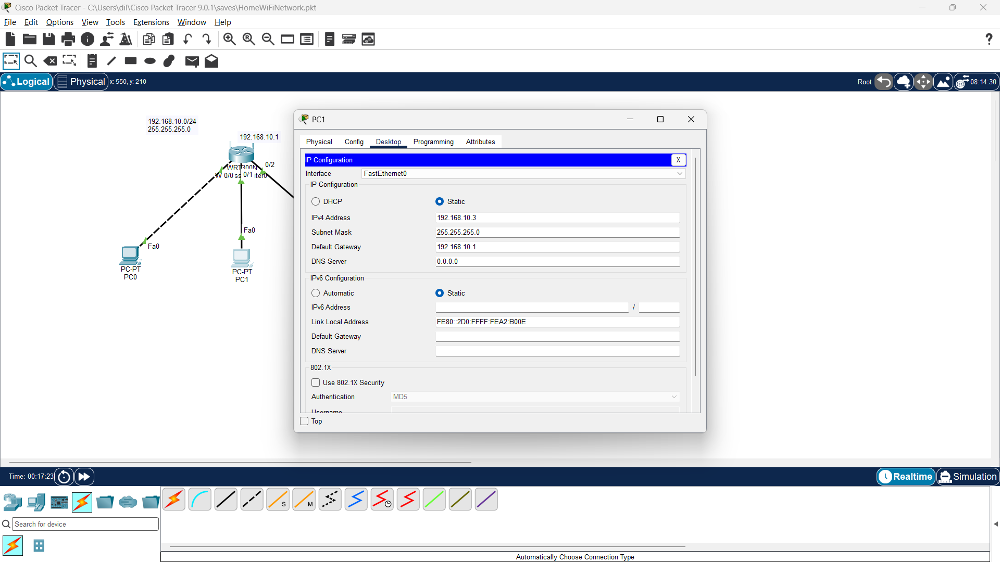 Cisco Packet Tracer - C:\Users\dil\Cisco Packet Tracer 9.0.1\saves\HomeWiFiNetwork.pkt
File Edit Options View Tools Extensions Window Help
Logical Physical x: 550, y: 210 Root 08:14:30
192.168.10.0/24
255.255.255.0
192.168.10.1
0/2
WRT300N
0/0 0/1
Fa0
Fa0
PC-PT
PC0
PC-PT
PC1
PC1
Physical Config Desktop Programming Attributes
IP Configuration X
Interface FastEthernet0
IP Configuration
DHCP Static
IPv4 Address 192.168.10.3
Subnet Mask 255.255.255.0
Default Gateway 192.168.10.1
DNS Server 0.0.0.0
IPv6 Configuration
Automatic Static
IPv6 Address /
Link Local Address FE80::2D0:FFFF:FEA2:B00E
Default Gateway
DNS Server
802.1X
Use 802.1X Security
Authentication MD5
Username
Top
Time: 00:17:23 Realtime Simulation
S M
Search for device
Automatically Choose Connection Type